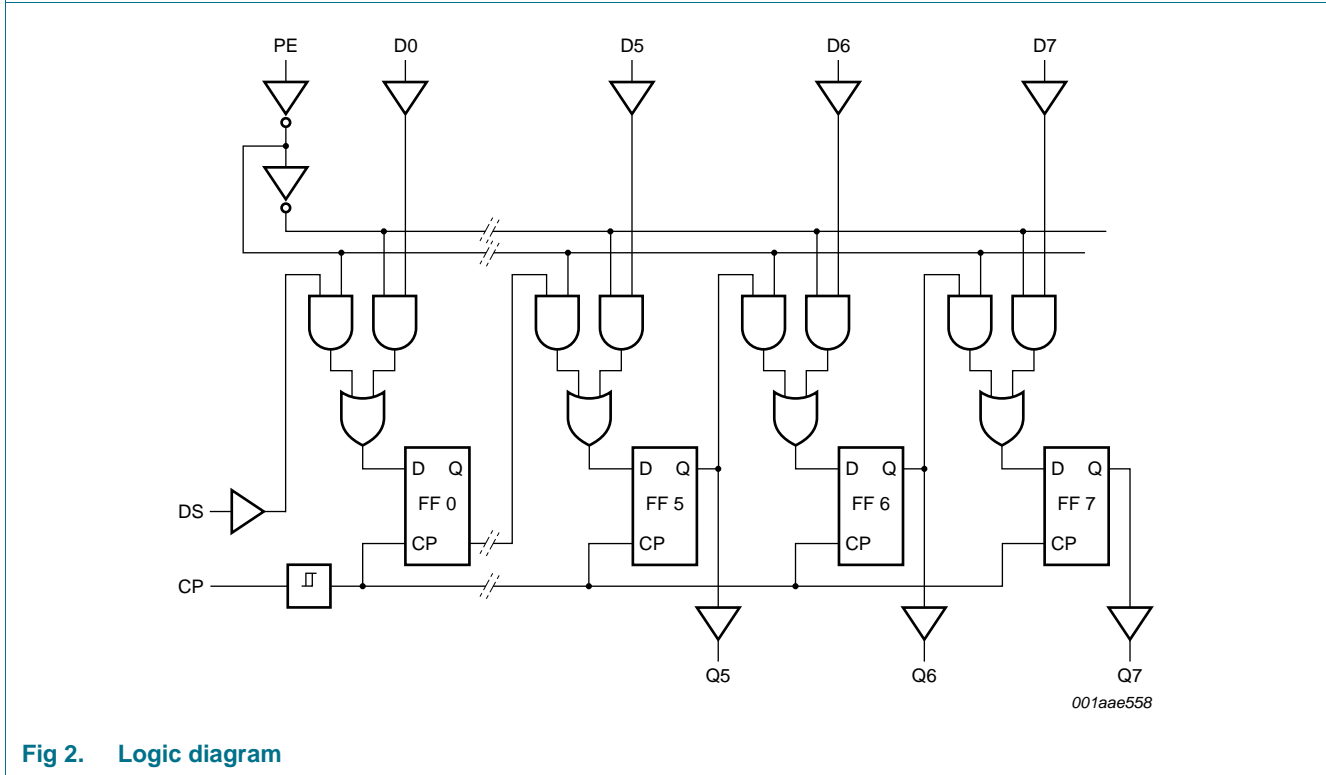 PE D0 D5 D6 D7
D Q D Q D Q D Q
FF 0 FF 5 FF 6 FF 7
DS
CP CP CP CP
CP
Q5 Q6 Q7
001aae558
Fig 2. Logic diagram